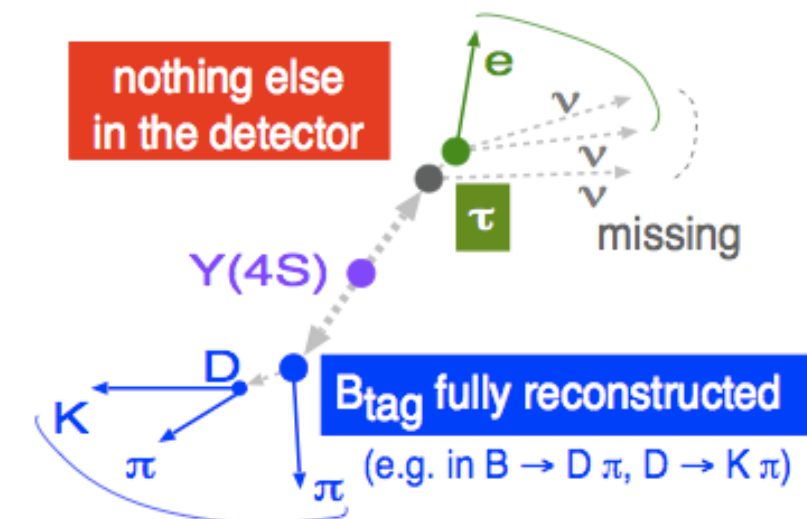 nothing else
in the detector
e
ν
ν
ν
τ
missing
Υ(4S)
D
K
π
π
B_tag fully reconstructed
(e.g. in B → D π, D → K π)